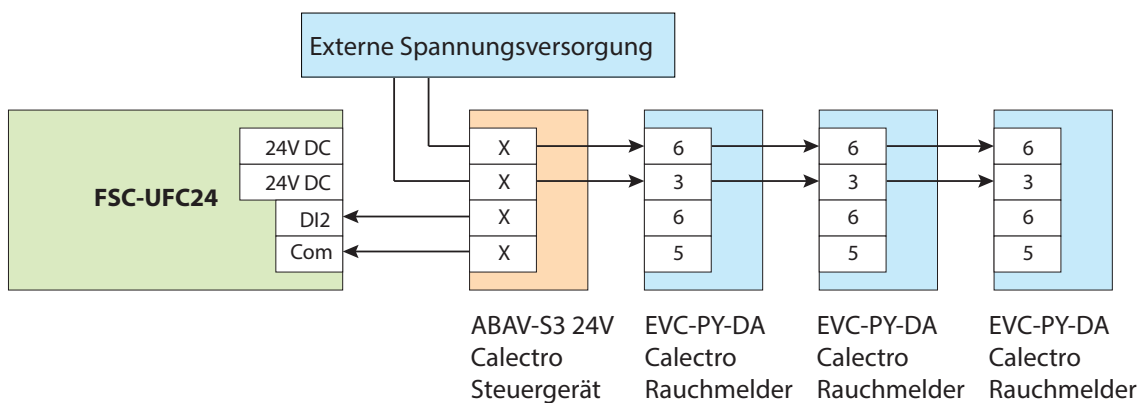 Externe Spannungsversorgung
FSC-UFC24
24V DC
24V DC
DI2
Com
X
X
X
X
6
3
6
5
6
3
6
5
6
3
6
5
ABAV-S3 24V
Calectro
Steuergerät
EVC-PY-DA
Calectro
Rauchmelder
EVC-PY-DA
Calectro
Rauchmelder
EVC-PY-DA
Calectro
Rauchmelder